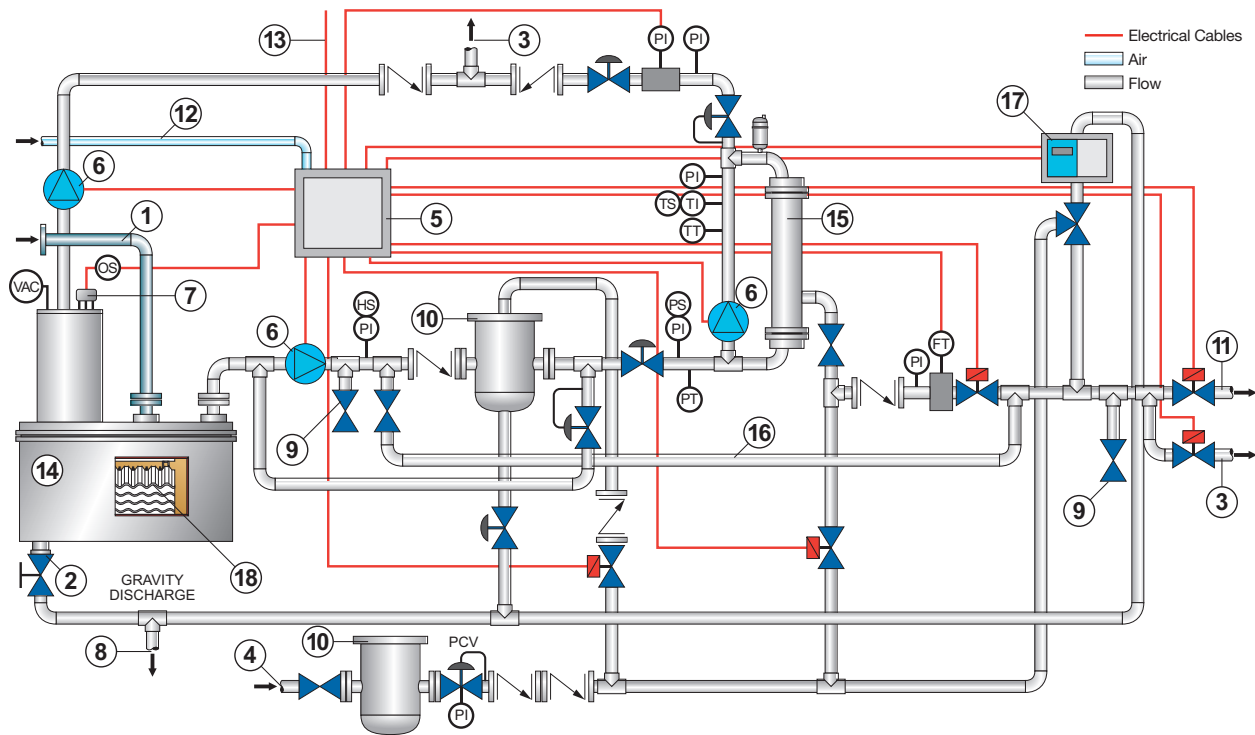 13
3
PI
PI
Electrical Cables
Air
Flow
12
17
6
5
PI
TS
TI
TT
15
1
OS
VAC
7
HS
PI
10
PS
PI
6
6
PI
FT
11
PT
9
16
14
9
3
18
2
GRAVITY
DISCHARGE
8
10
PCV
4
PI